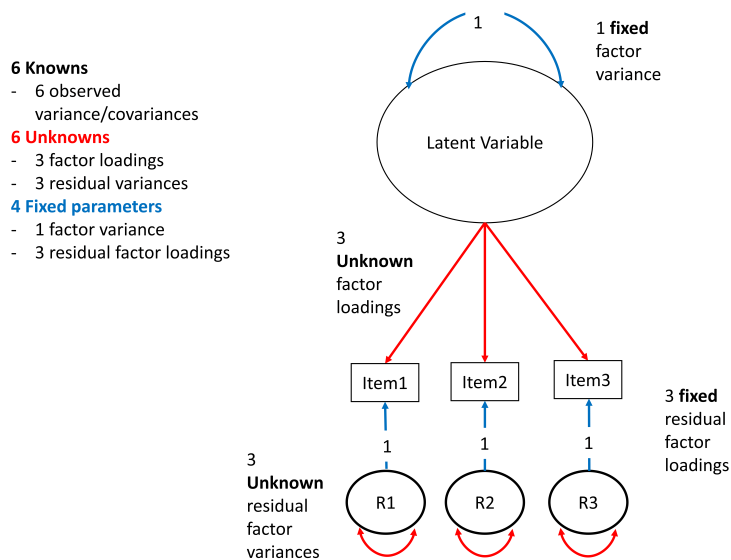 6 Knowns
- 6 observed
variance/covariances
6 Unknowns
- 3 factor loadings
- 3 residual variances
4 Fixed parameters
- 1 factor variance
- 3 residual factor loadings
1
1 fixed
factor
variance
Latent Variable
3
Unknown
factor
loadings
Item1
Item2
Item3
3 fixed
residual
factor
loadings
1
1
1
3
Unknown
residual
factor
variances
R1
R2
R3